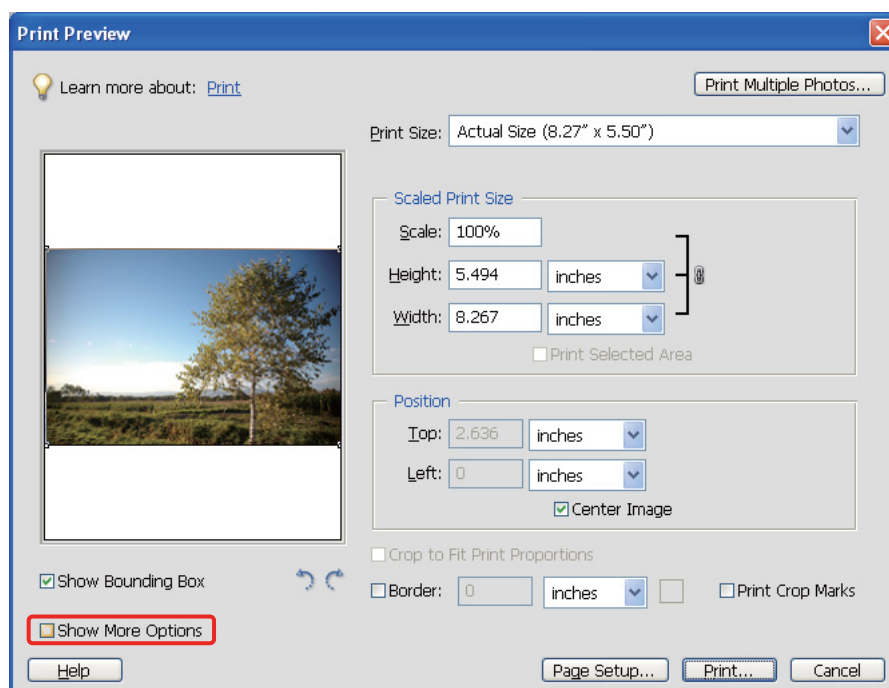 Print Preview
Learn more about: Print
Print Multiple Photos...
Print Size: Actual Size (8.27" x 5.50")
Scaled Print Size
Scale: 100%
Height: 5.494 inches
Width: 8.267 inches
Print Selected Area
Position
Top: 2.636 inches
Left: 0 inches
Center Image
Crop to Fit Print Proportions
Show Bounding Box
Border: 0 inches Print Crop Marks
Show More Options
Help Page Setup... Print... Cancel